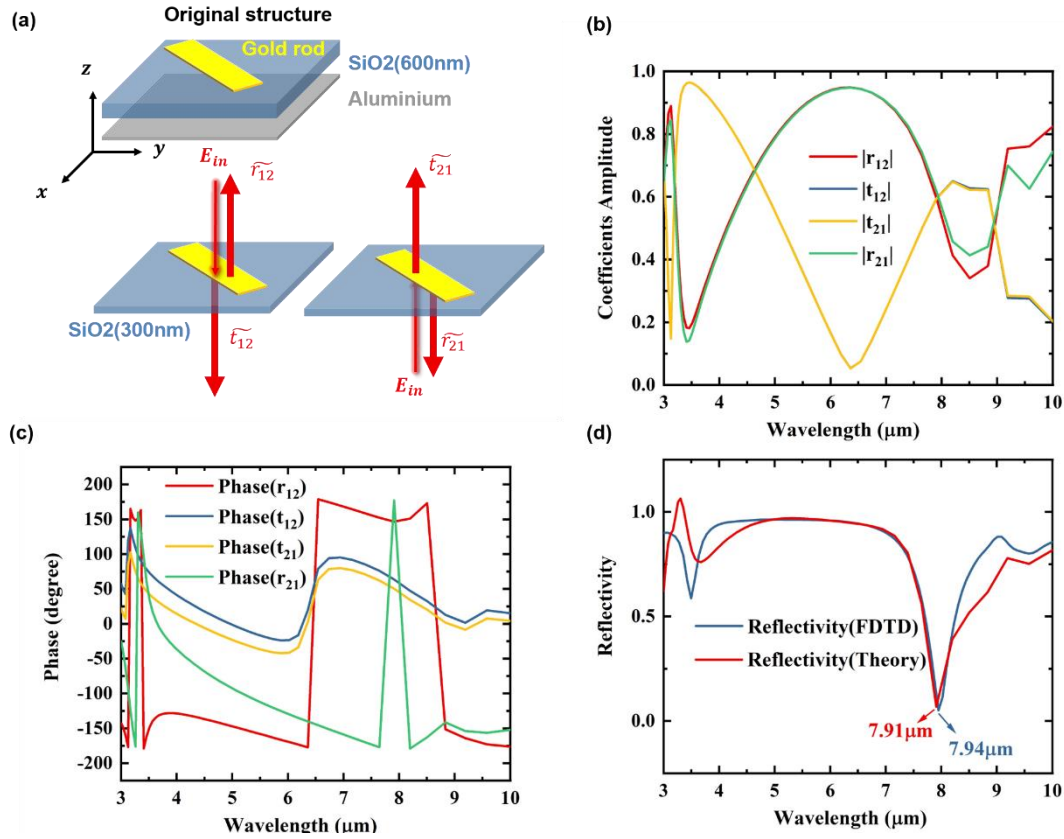 (a)
Original structure
Gold rod
SiO2(600nm)
Aluminium
z
y
x
E_in
r̃12
t̃21
SiO2(300nm)
t̃12
r̃21
E_in
(b)
Coefficients Amplitude
1.0
0.8
0.6
0.4
0.2
0.0
|r12|
|t12|
|t21|
|r21|
3 4 5 6 7 8 9 10
Wavelength (μm)
(c)
Phase (degree)
200
150
100
50
0
-50
-100
-150
-200
Phase(r12)
Phase(t12)
Phase(t21)
Phase(r21)
3 4 5 6 7 8 9 10
Wavelength (μm)
(d)
Reflectivity
1.0
0.5
0.0
Reflectivity(FDTD)
Reflectivity(Theory)
7.91μm
7.94μm
3 4 5 6 7 8 9 10
Wavelength (μm)